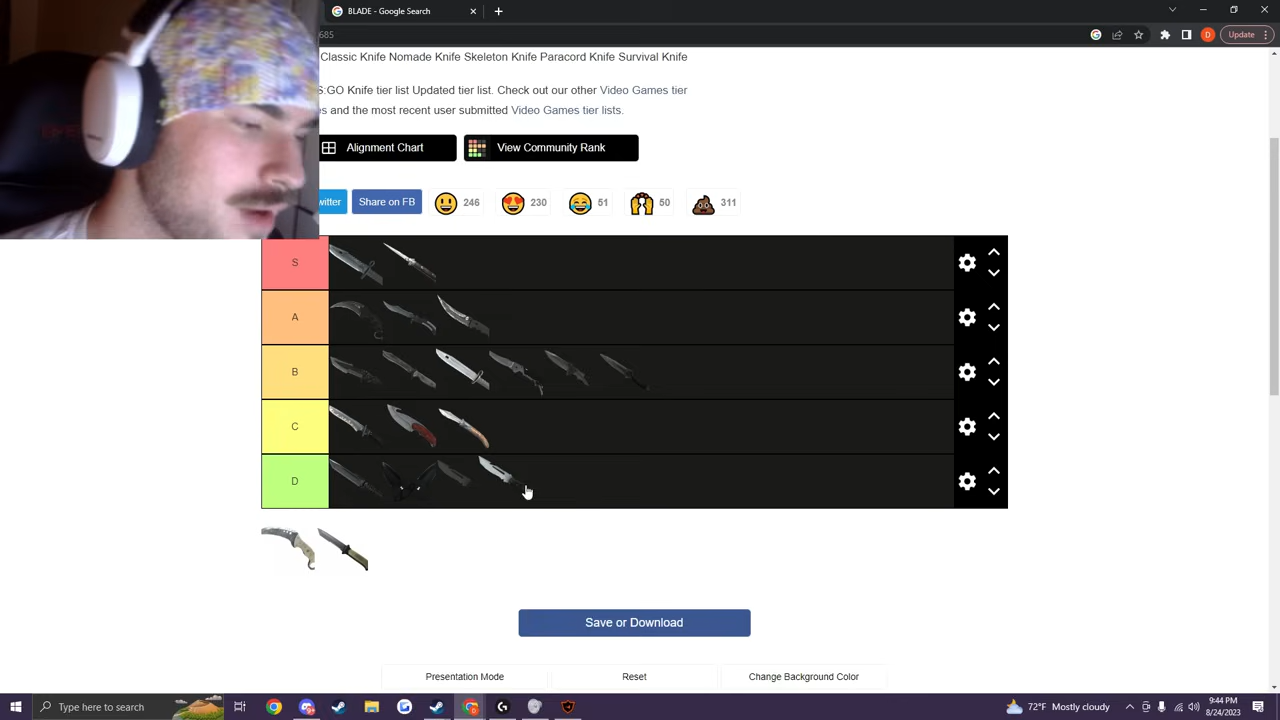 BLADE - Google Search
685
Update
Classic Knife Nomade Knife Skeleton Knife Paracord Knife Survival Knife
S:GO Knife tier list Updated tier list. Check out our other Video Games tier
s and the most recent user submitted Video Games tier lists.
Alignment Chart
View Community Rank
witter
Share on FB
246
230
51
50
311
S
A
B
C
D
Save or Download
Presentation Mode
Reset
Change Background Color
Type here to search
72°F Mostly cloudy
9:44 PM
8/24/2023